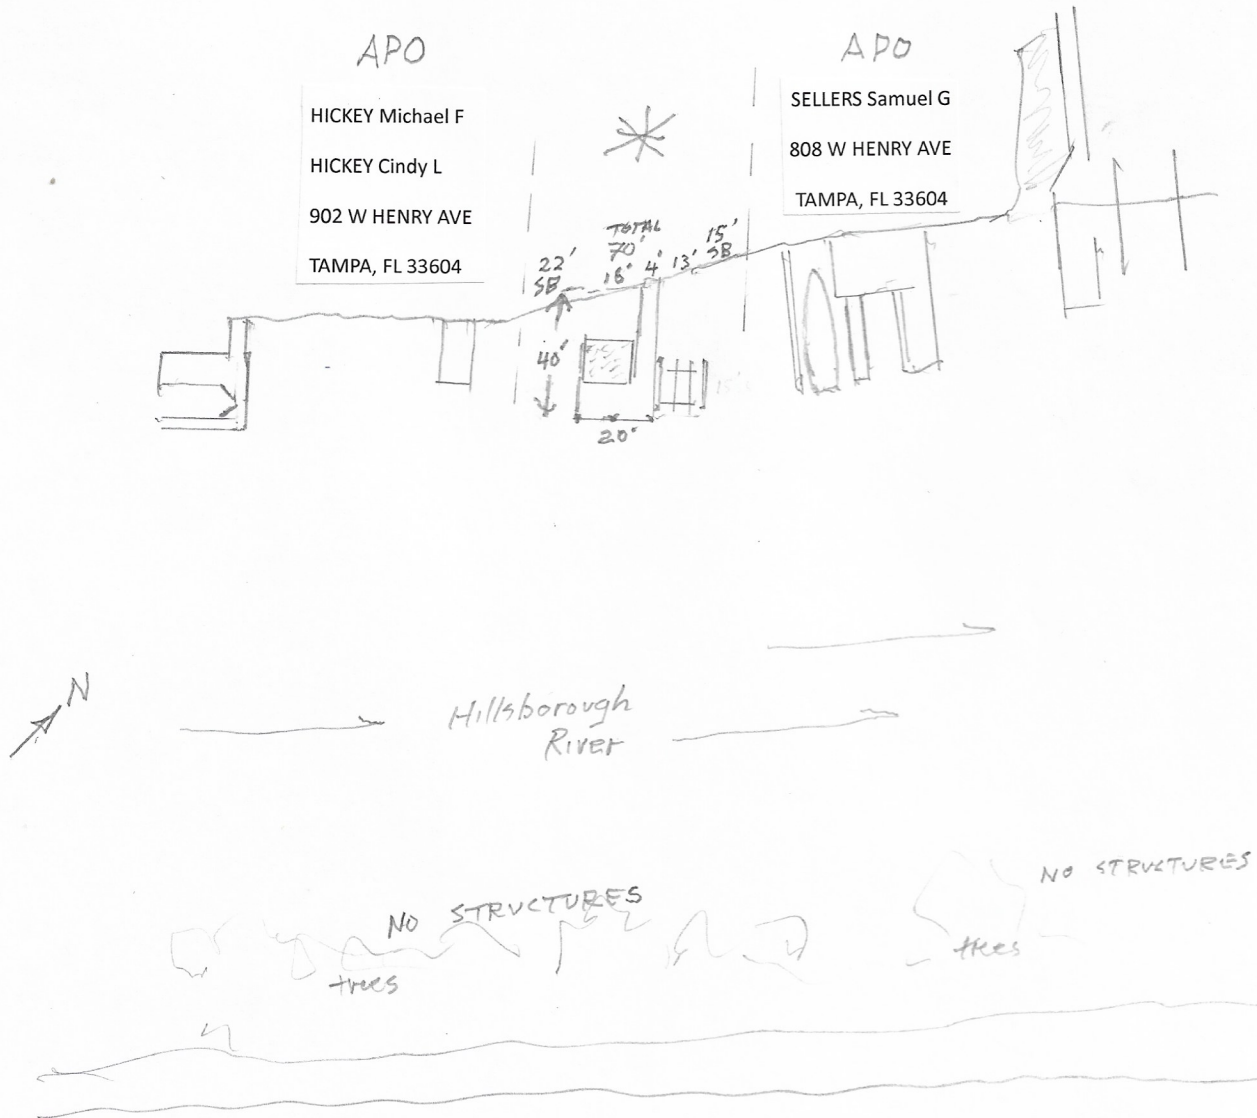 APO
HICKEY Michael F
HICKEY Cindy L
902 W HENRY AVE
TAMPA, FL 33604
APO
SELLERS Samuel G
808 W HENRY AVE
TAMPA, FL 33604
TOTAL
70'
22'
SB
16'
4'
13'
15'
SB
40'
20'
N
Hillsborough
River
NO STRUCTURES
trees
NO STRUCTURES
trees